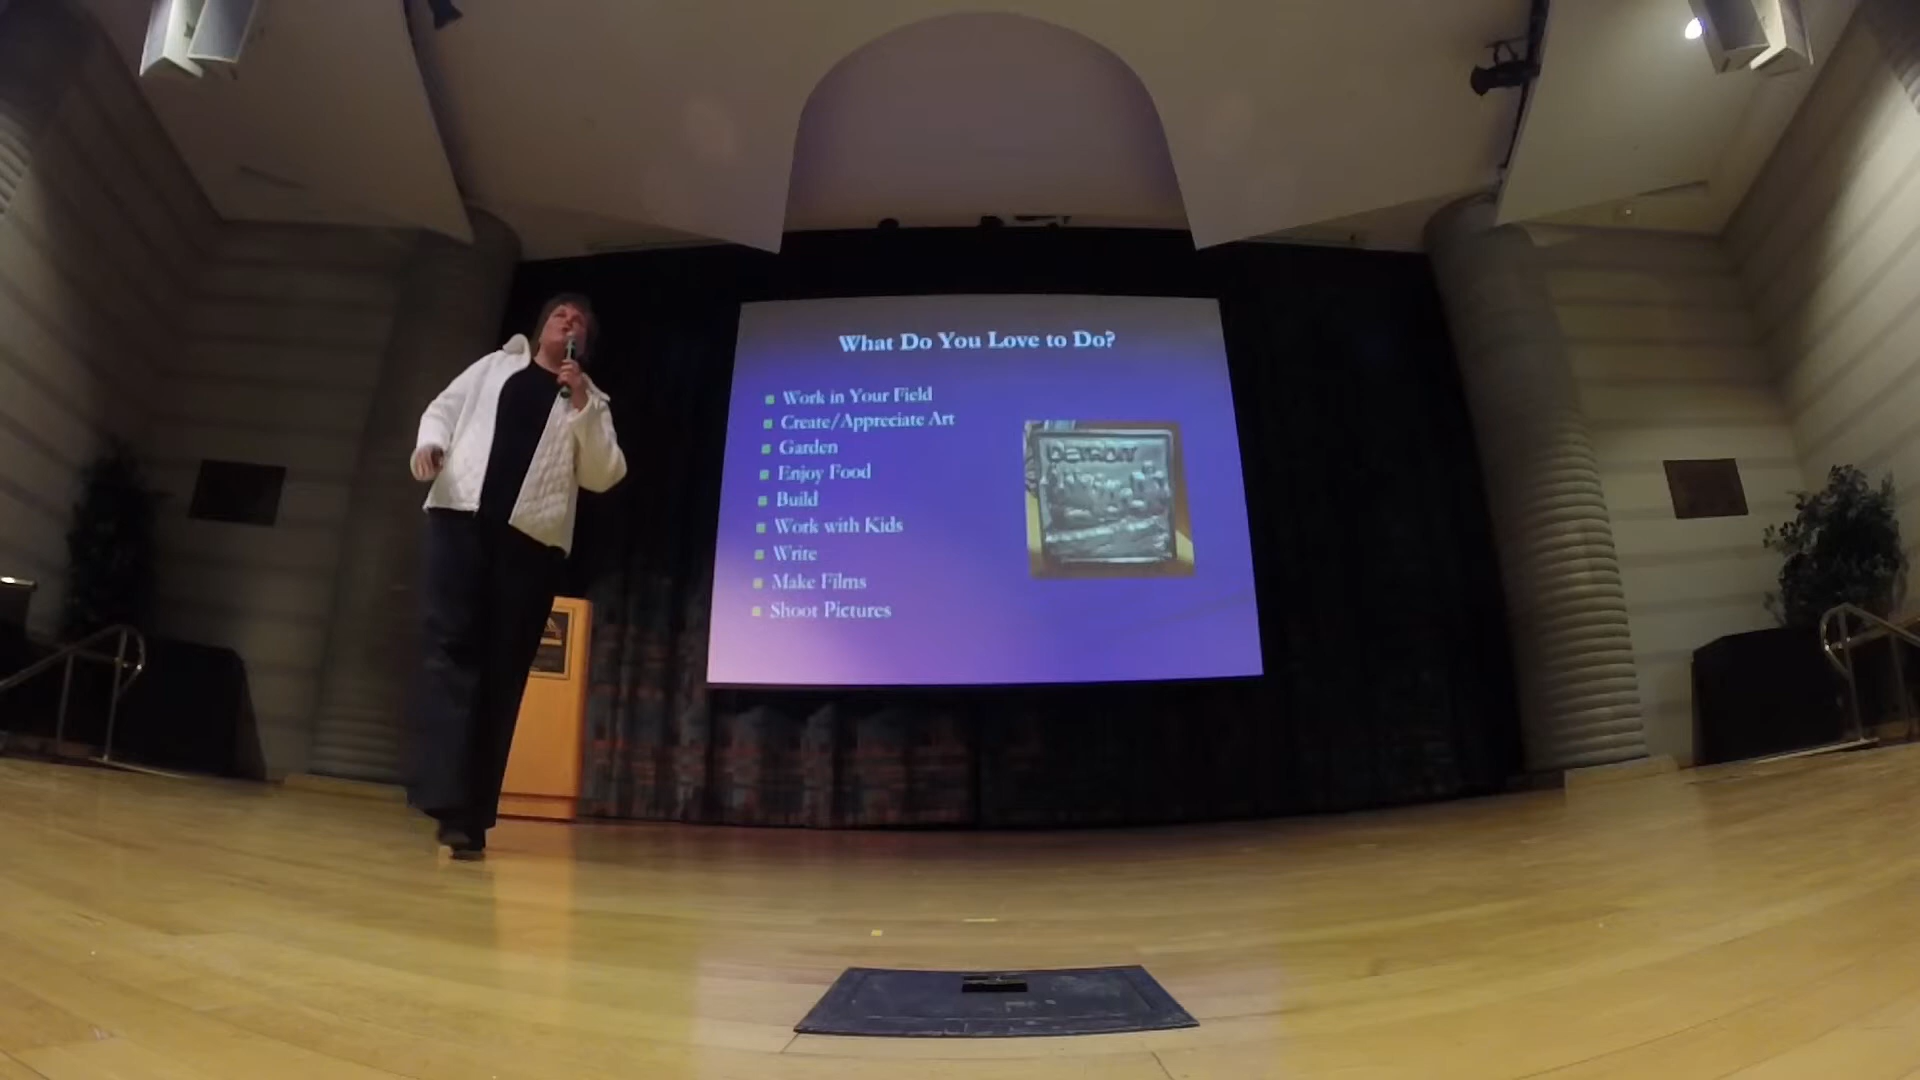 What Do You Love to Do?
Work in Your Field
Create/Appreciate Art
Garden
Enjoy Food
Build
Work with Kids
Write
Make Films
Shoot Pictures
DETROIT